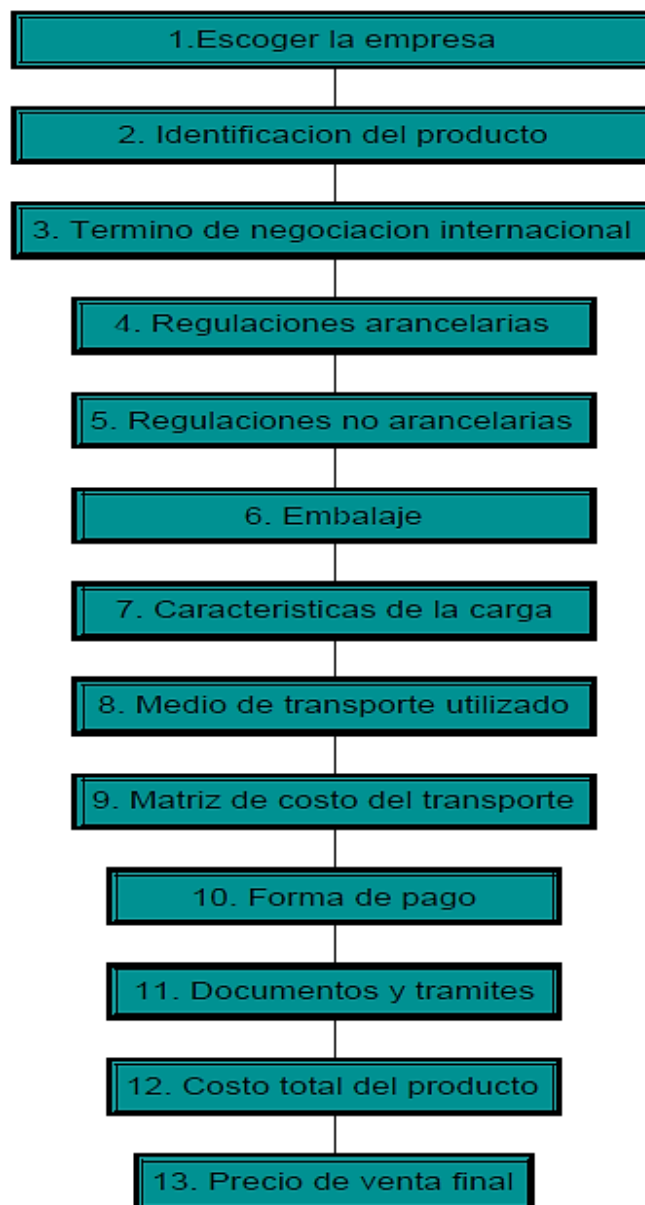 1.Escoger la empresa
2. Identificacion del producto
3. Termino de negociacion internacional
4. Regulaciones arancelarias
5. Regulaciones no arancelarias
6. Embalaje
7. Caracteristicas de la carga
8. Medio de transporte utilizado
9. Matriz de costo del transporte
10. Forma de pago
11. Documentos y tramites
12. Costo total del producto
13. Precio de venta final